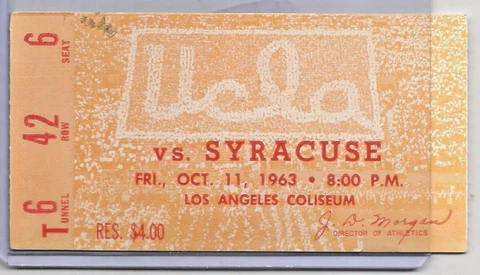 6
SEAT
42
ROW
T 6
TUNNEL
Ucla
vs. SYRACUSE
FRI., OCT. 11, 1963 • 8:00 P.M.
LOS ANGELES COLISEUM
RES. $4.00
J. D. Morgan
DIRECTOR OF ATHLETICS